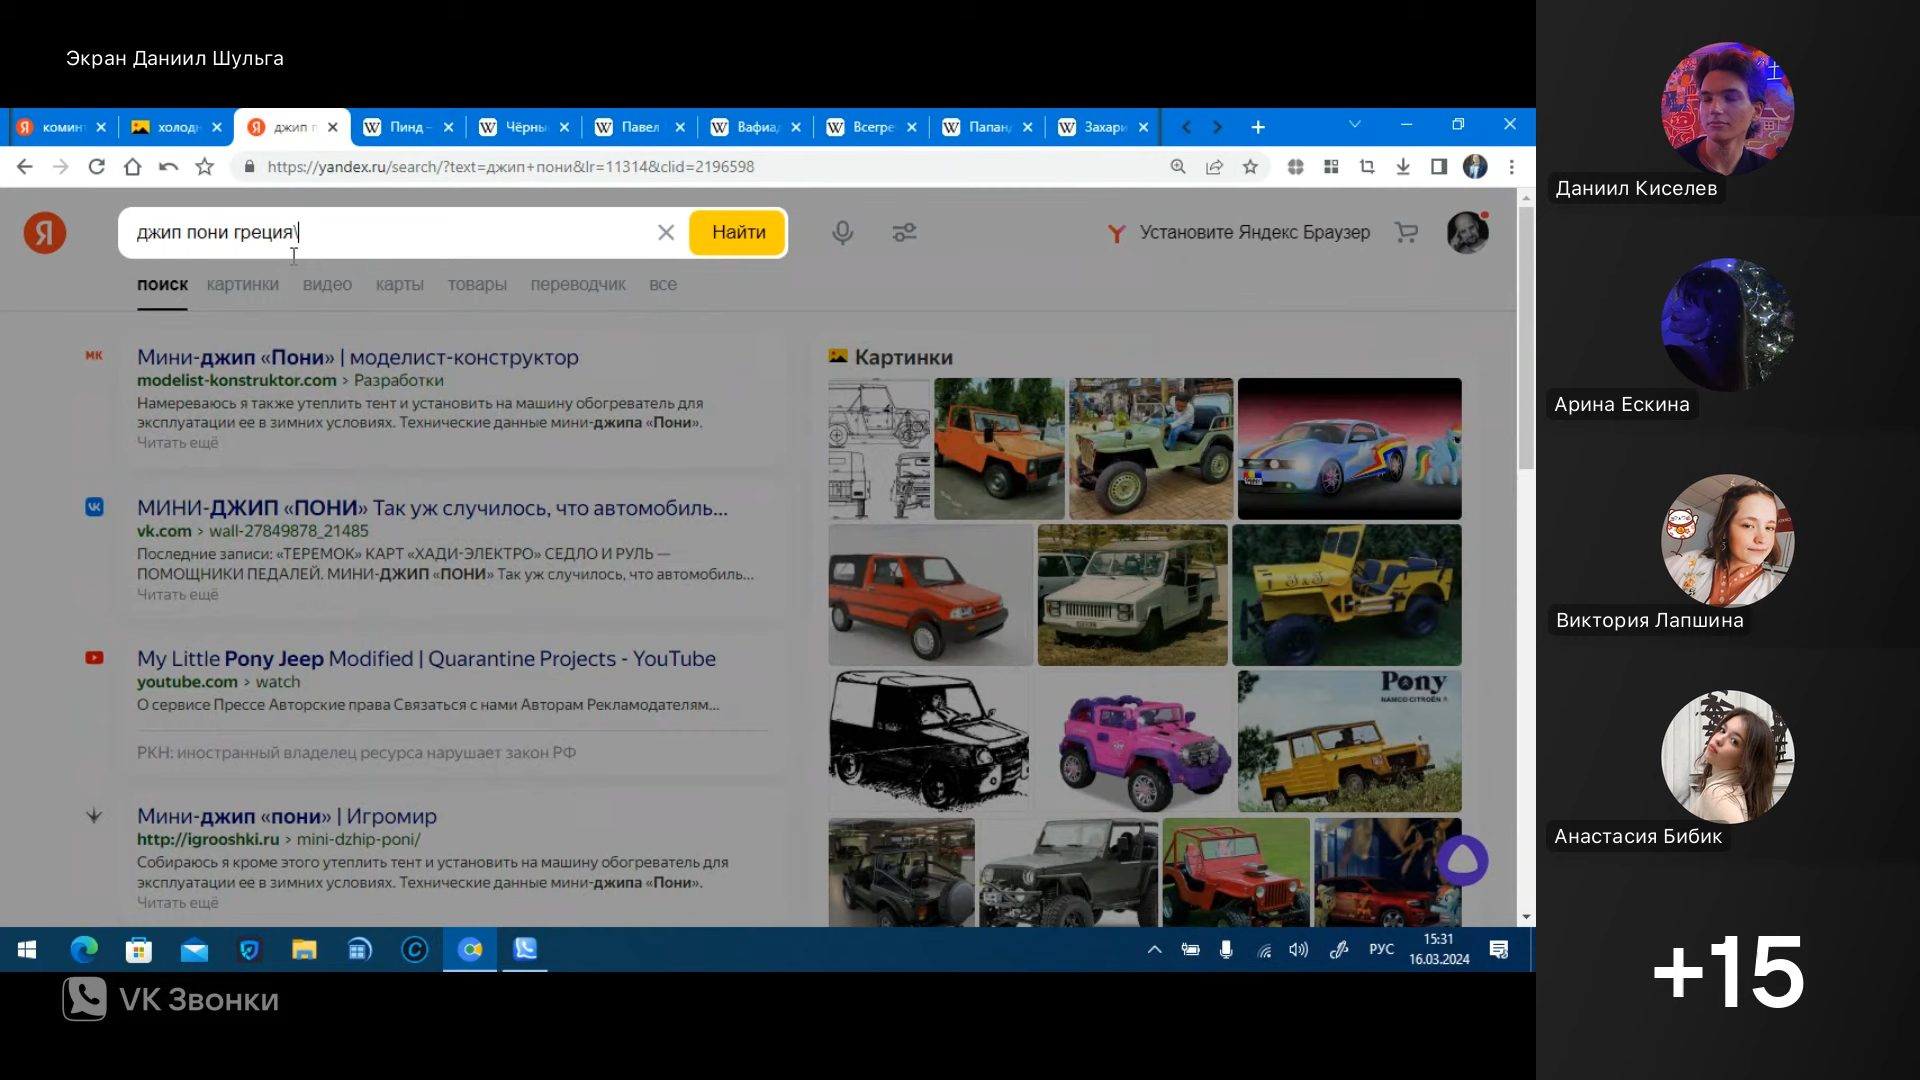 Экран Даниил Шульга
комин
холод
джип п
Пинд -
Чёрны
Павел
Вафиа
Всегре
Папан
Захари
https://yandex.ru/search/?text=джип+пони&lr=11314&clid=2196598
Я
джип пони греция\
Найти
Установите Яндекс Браузер
поиск картинки видео карты товары переводчик все
МК
Мини-джип «Пони» | моделист-конструктор
modelist-konstruktor.com › Разработки
Намереваюсь я также утеплить тент и установить на машину обогреватель для
эксплуатации ее в зимних условиях. Технические данные мини-джипа «Пони».
Читать ещё
МИНИ-ДЖИП «ПОНИ» Так уж случилось, что автомобиль...
vk.com › wall-27849878_21485
Последние записи: «ТЕРЕМОК» КАРТ «ХАДИ-ЭЛЕКТРО» СЕДЛО И РУЛЬ —
ПОМОЩНИКИ ПЕДАЛЕЙ. МИНИ-ДЖИП «ПОНИ» Так уж случилось, что автомобиль...
Читать ещё
My Little Pony Jeep Modified | Quarantine Projects - YouTube
youtube.com › watch
О сервисе Прессе Авторские права Связаться с нами Авторам Рекламодателям...
РКН: иностранный владелец ресурса нарушает закон РФ
Мини-джип «пони» | Игромир
http://igrooshki.ru › mini-dzhip-poni/
Собираюсь я кроме этого утеплить тент и установить на машину обогреватель для
эксплуатации ее в зимних условиях. Технические данные мини-джипа «Пони».
Читать ещё
Картинки
Pony
NAMCO-CITROËN
РУС
15:31
16.03.2024
VK Звонки
Даниил Киселев
Арина Ескина
Виктория Лапшина
Анастасия Бибик
+15